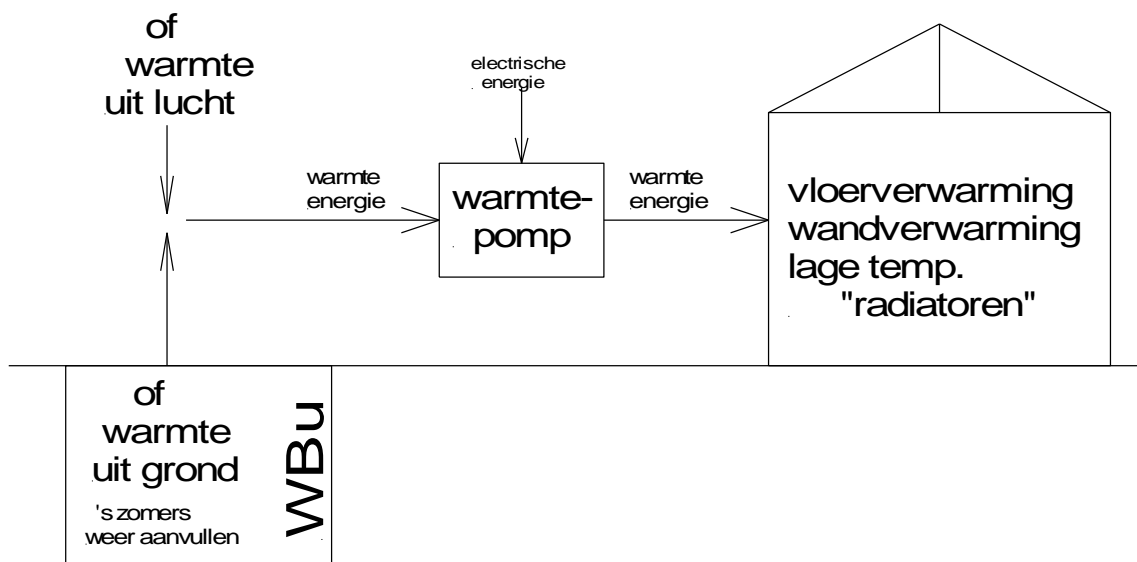 of
warmte
uit lucht
electrische
energie
warmte
energie
warmte-
pomp
warmte
energie
vloerverwarming
wandverwarming
lage temp.
"radiatoren"
of
warmte
uit grond
's zomers
weer aanvullen
WBu